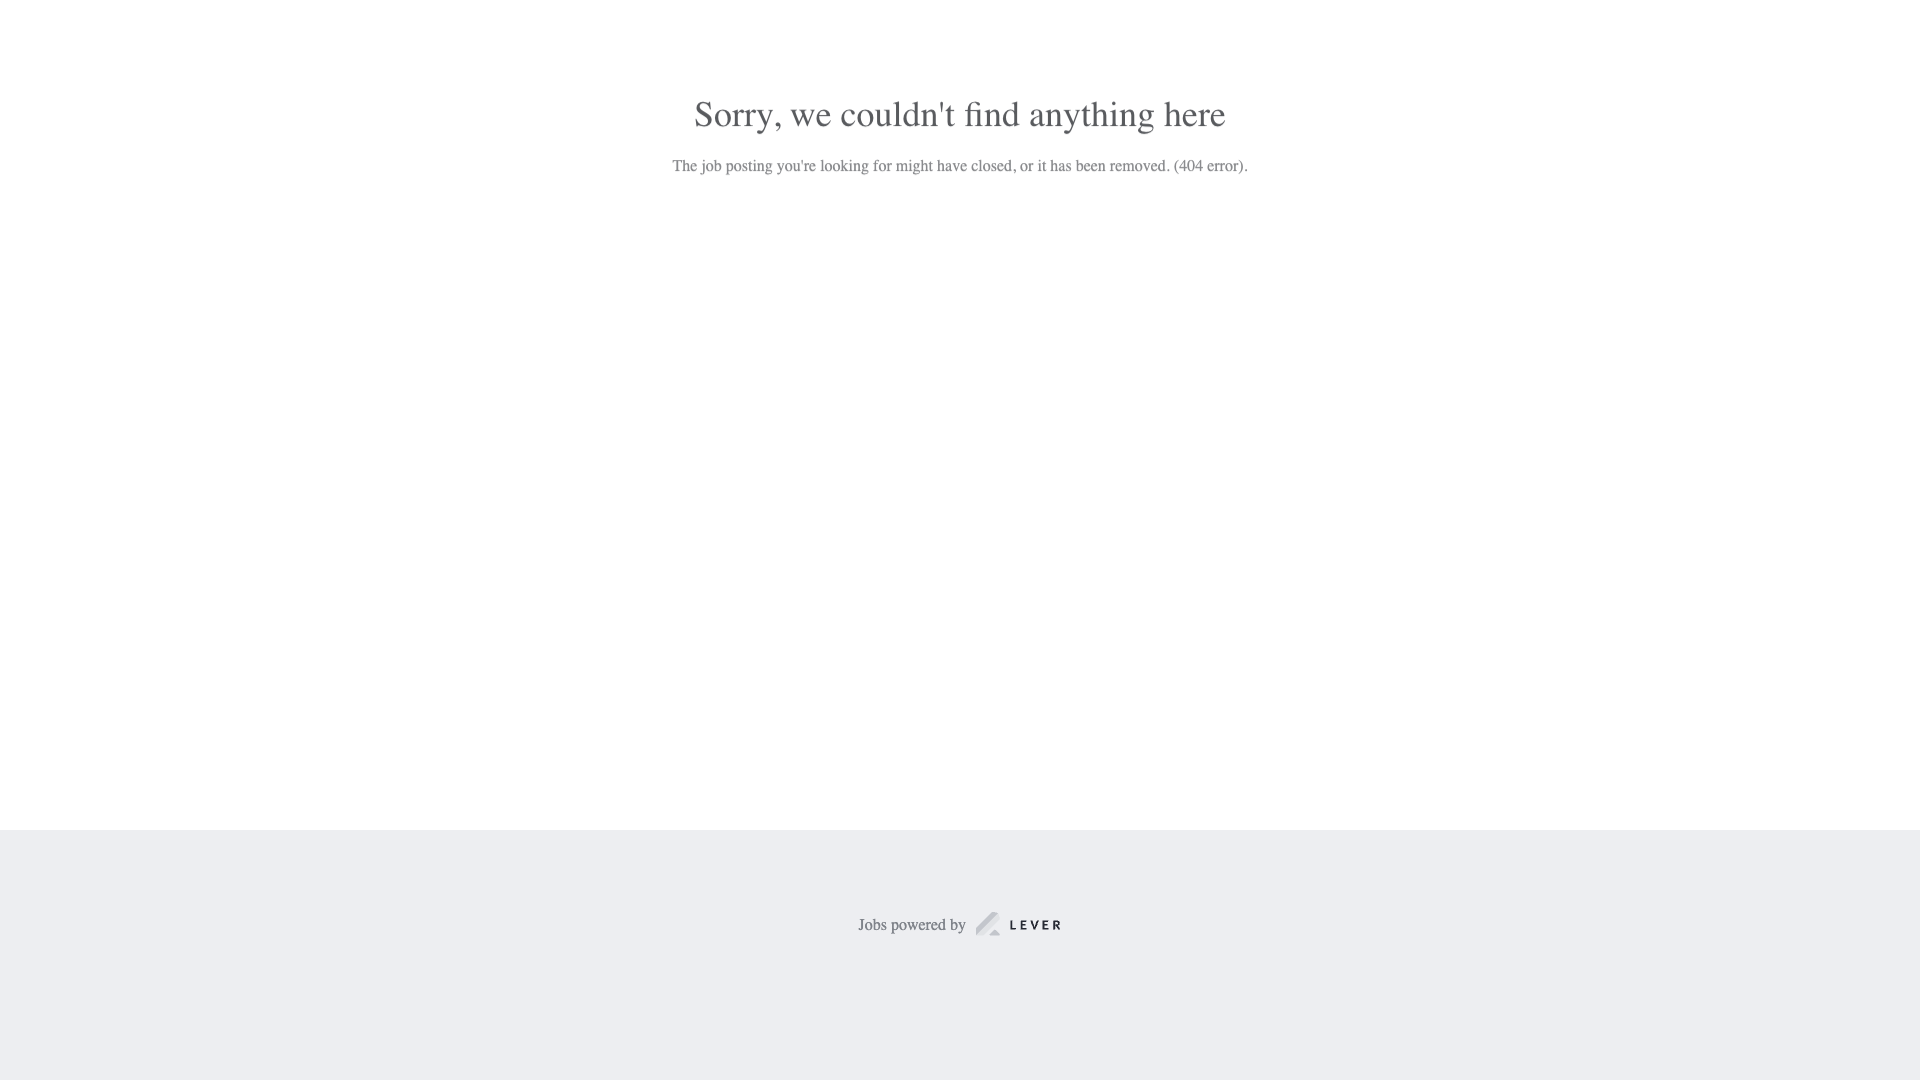 Sorry, we couldn't find anything here
The job posting you're looking for might have closed, or it has been removed. (404 error).
Jobs powered by LEVER